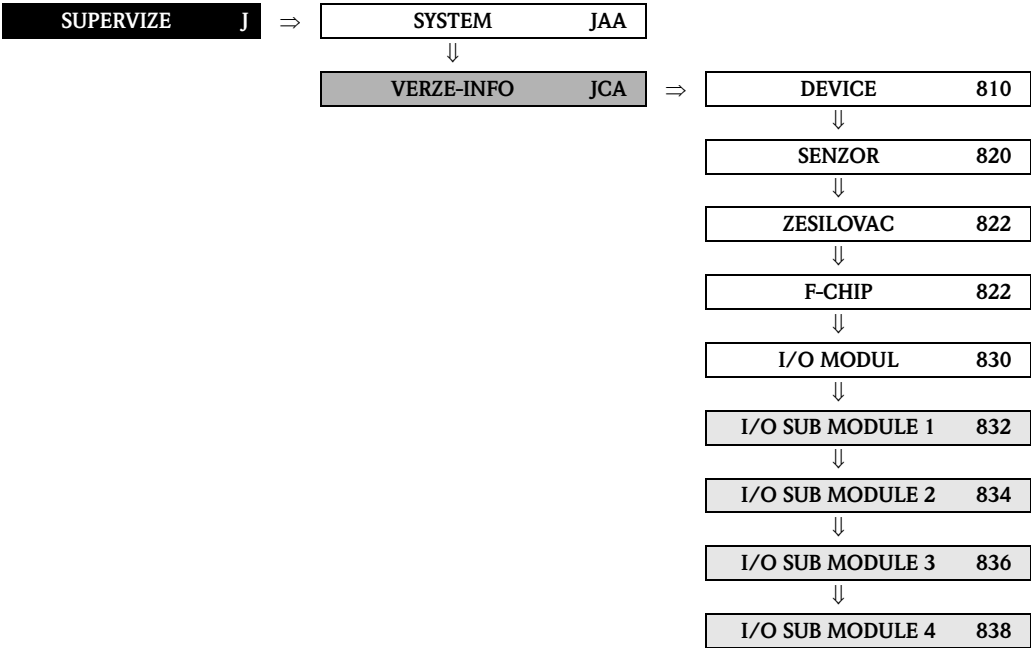 SUPERVIZE J ⇒ SYSTEM JAA
⇓
VERZE-INFO JCA ⇒ DEVICE 810
⇓
SENZOR 820
⇓
ZESILOVAC 822
⇓
F-CHIP 822
⇓
I/O MODUL 830
⇓
I/O SUB MODULE 1 832
⇓
I/O SUB MODULE 2 834
⇓
I/O SUB MODULE 3 836
⇓
I/O SUB MODULE 4 838